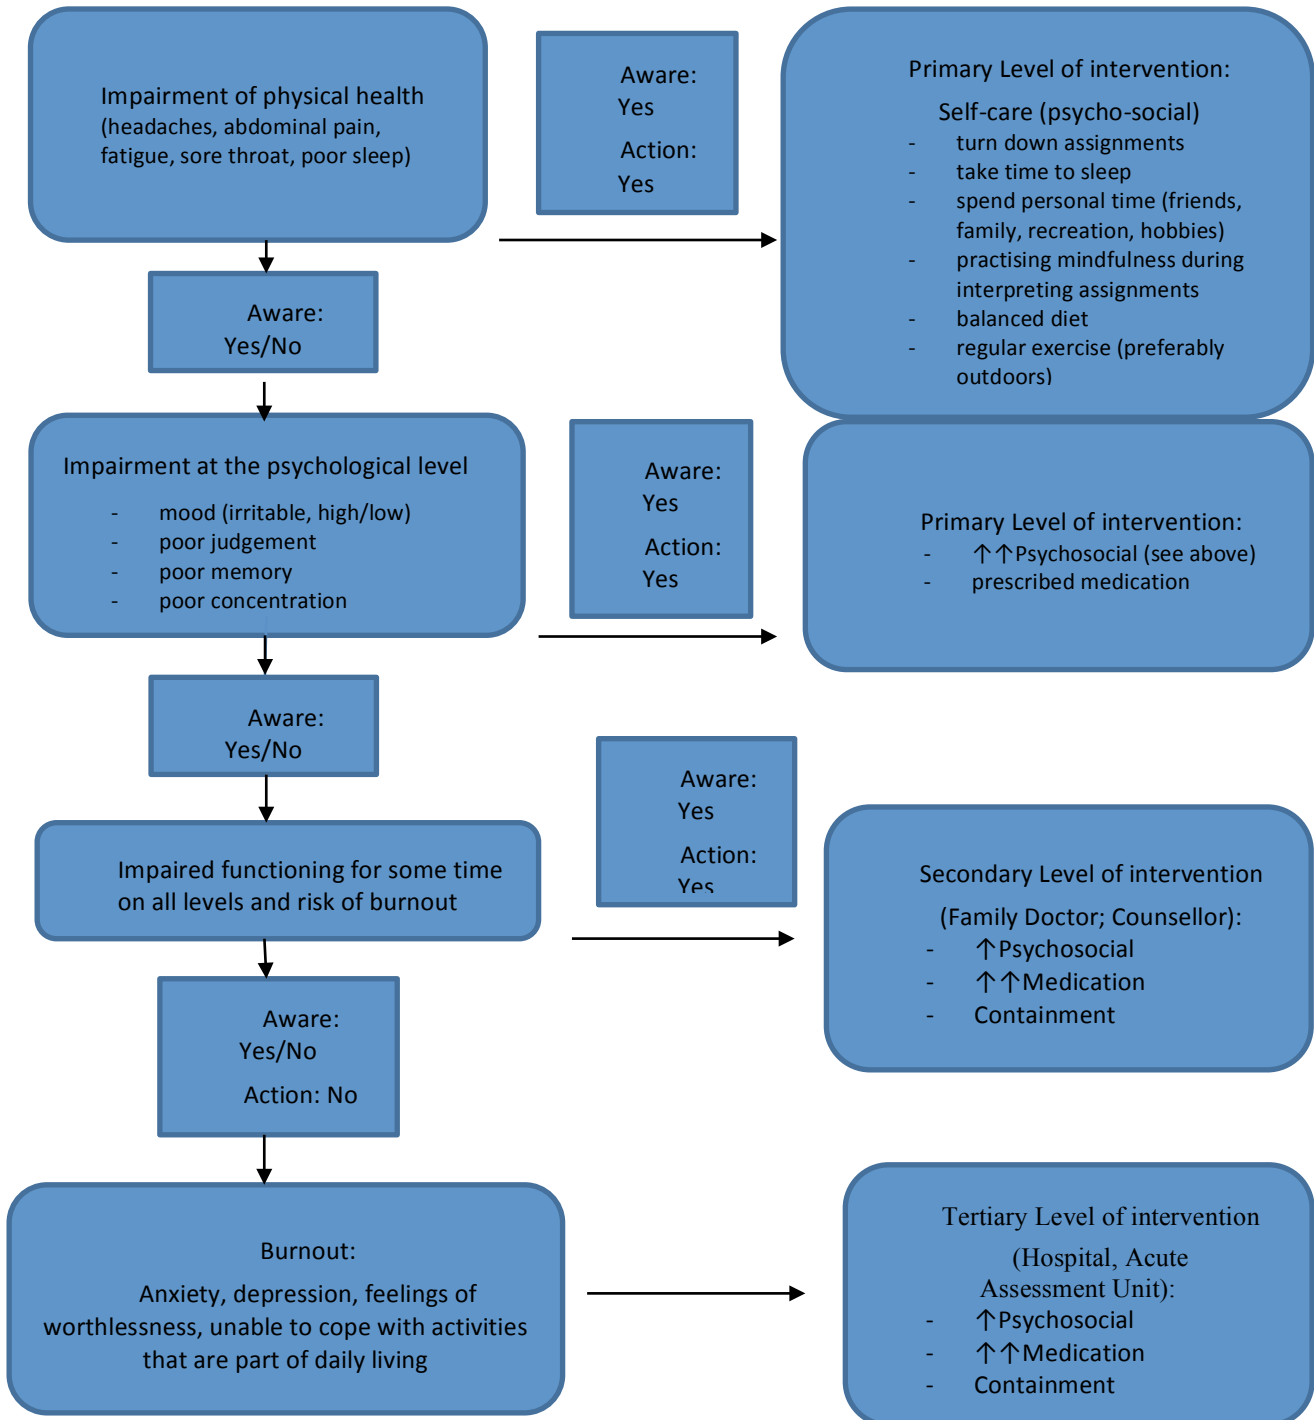 Impairment of physical health
(headaches, abdominal pain,
fatigue, sore throat, poor sleep)
Aware:
Yes
Action:
Yes
Primary Level of intervention:
Self-care (psycho-social)
- turn down assignments
- take time to sleep
- spend personal time (friends,
family, recreation, hobbies)
- practising mindfulness during
interpreting assignments
- balanced diet
- regular exercise (preferably
outdoors)
Aware:
Yes/No
Impairment at the psychological level
- mood (irritable, high/low)
- poor judgement
- poor memory
- poor concentration
Aware:
Yes
Action:
Yes
Primary Level of intervention:
- ↑↑Psychosocial (see above)
- prescribed medication
Aware:
Yes/No
Impaired functioning for some time
on all levels and risk of burnout
Aware:
Yes
Action:
Yes
Secondary Level of intervention
(Family Doctor; Counsellor):
- ↑Psychosocial
- ↑↑Medication
- Containment
Aware:
Yes/No
Action: No
Burnout:
Anxiety, depression, feelings of
worthlessness, unable to cope with activities
that are part of daily living
Tertiary Level of intervention
(Hospital, Acute
Assessment Unit):
- ↑Psychosocial
- ↑↑Medication
- Containment